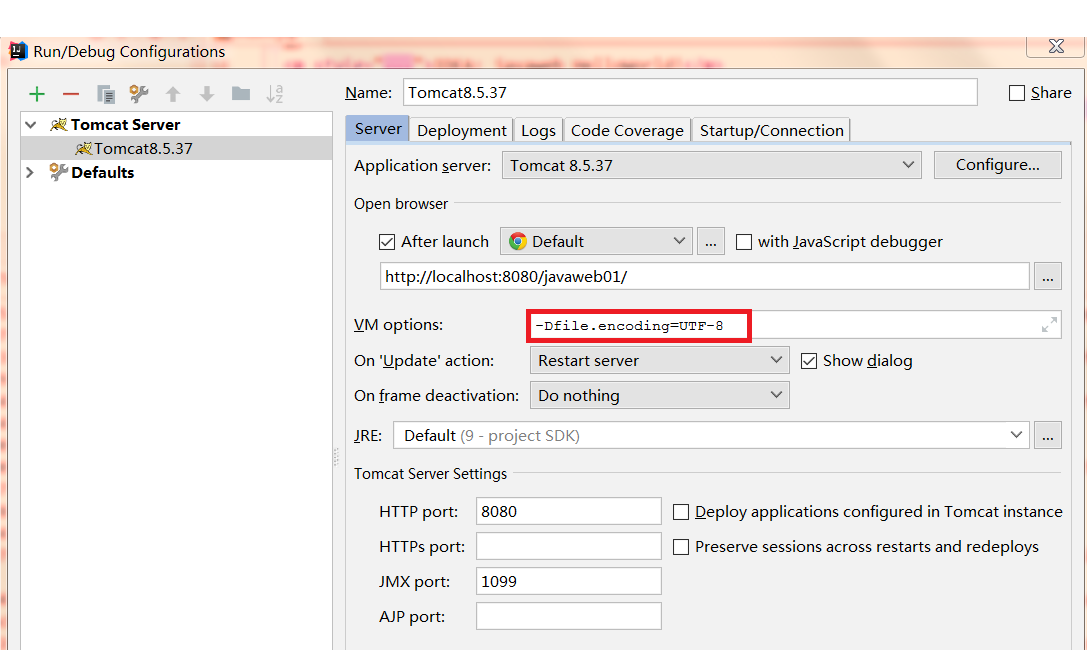 Run/Debug Configurations
Name: Tomcat8.5.37 Share
Tomcat Server
Tomcat8.5.37
Defaults
Server Deployment Logs Code Coverage Startup/Connection
Application server: Tomcat 8.5.37 Configure...
Open browser
After launch Default ... with JavaScript debugger
http://localhost:8080/javaweb01/ ...
VM options: -Dfile.encoding=UTF-8
On 'Update' action: Restart server Show dialog
On frame deactivation: Do nothing
JRE: Default (9 - project SDK) ...
Tomcat Server Settings
HTTP port: 8080 Deploy applications configured in Tomcat instance
HTTPs port: Preserve sessions across restarts and redeploys
JMX port: 1099
AJP port: